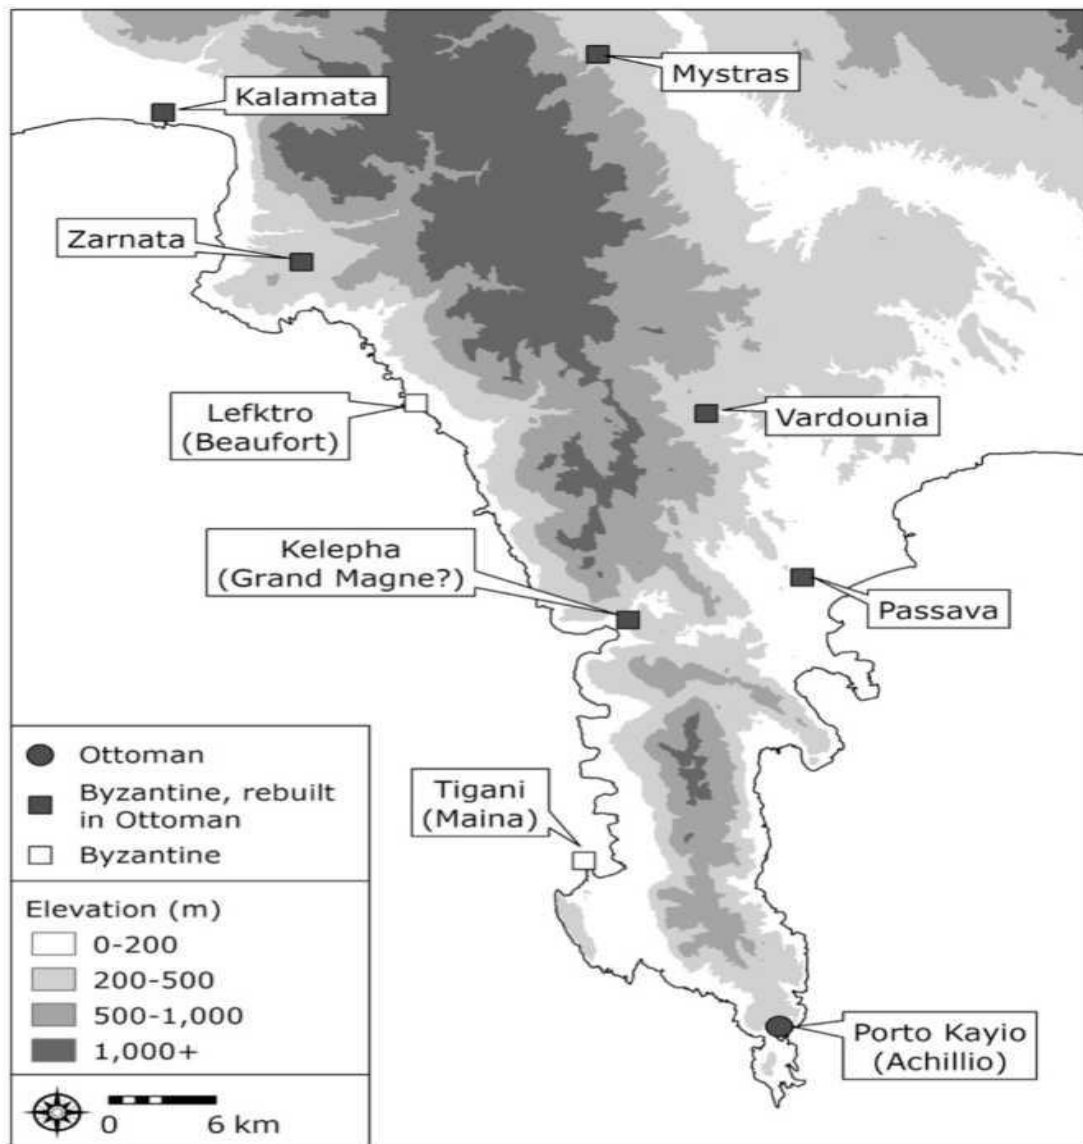 Mystras
Kalamata
Zarnata
Lefktro
(Beaufort)
Vardounia
Kelepha
(Grand Magne?)
Passava
Ottoman
Byzantine, rebuilt
in Ottoman
Byzantine
Tigani
(Maina)
Elevation (m)
0-200
200-500
500-1,000
1,000+
Porto Kayio
(Achillio)
0 6 km